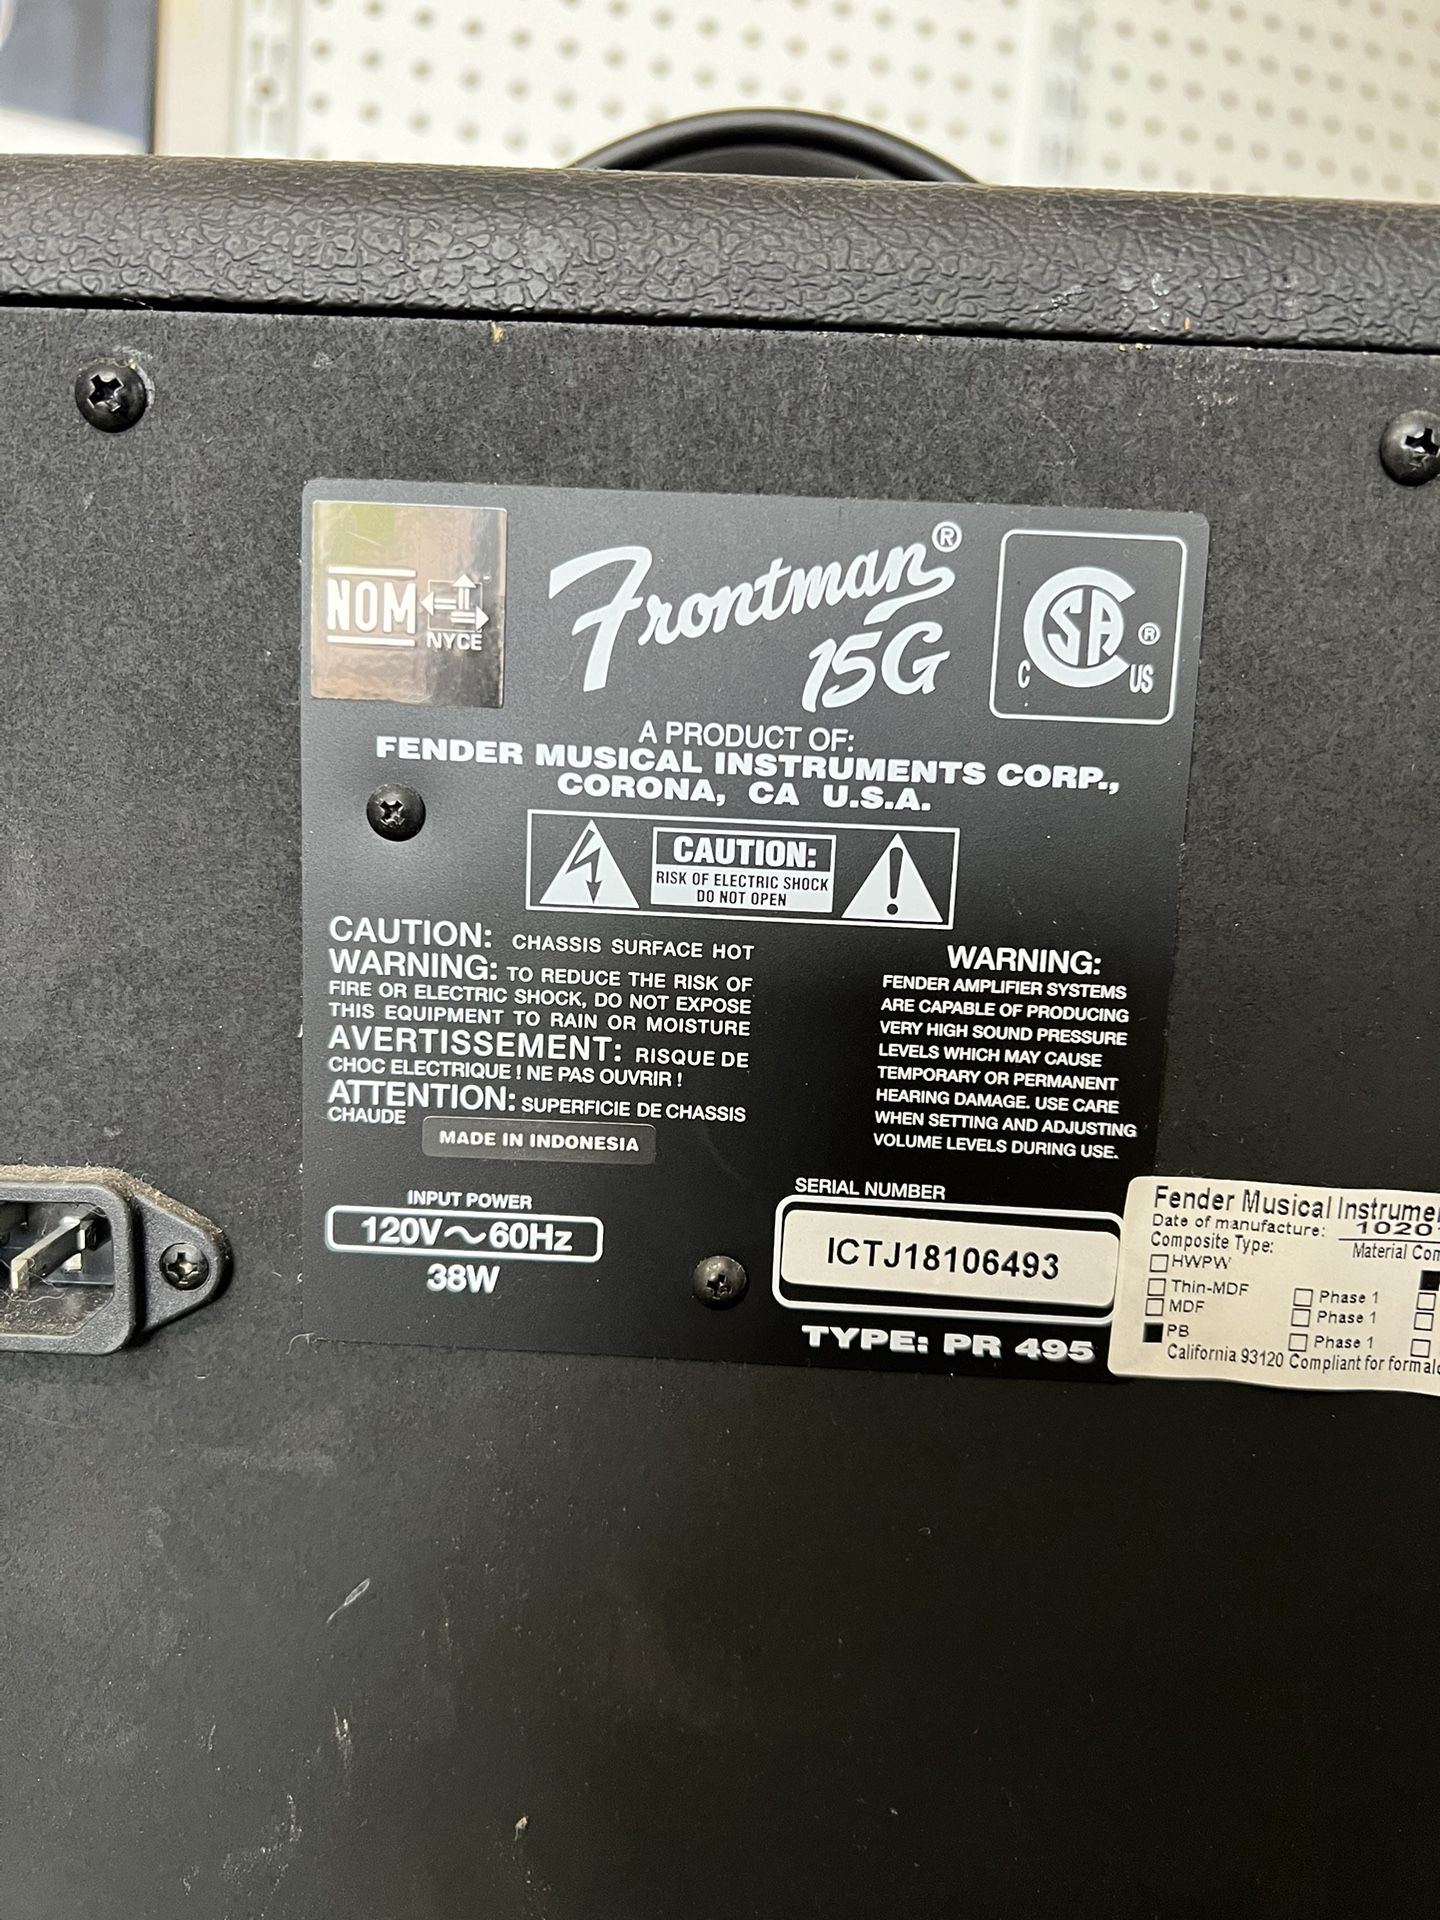 NOM
NYCE
Frontman®
15G
CSA®
C US
A PRODUCT OF:
FENDER MUSICAL INSTRUMENTS CORP.,
CORONA, CA U.S.A.
CAUTION:
RISK OF ELECTRIC SHOCK
DO NOT OPEN
CAUTION: CHASSIS SURFACE HOT
WARNING: TO REDUCE THE RISK OF
FIRE OR ELECTRIC SHOCK, DO NOT EXPOSE
THIS EQUIPMENT TO RAIN OR MOISTURE
AVERTISSEMENT: RISQUE DE
CHOC ELECTRIQUE ! NE PAS OUVRIR !
ATTENTION: SUPERFICIE DE CHASSIS
CHAUDE
MADE IN INDONESIA
WARNING:
FENDER AMPLIFIER SYSTEMS
ARE CAPABLE OF PRODUCING
VERY HIGH SOUND PRESSURE
LEVELS WHICH MAY CAUSE
TEMPORARY OR PERMANENT
HEARING DAMAGE. USE CARE
WHEN SETTING AND ADJUSTING
VOLUME LEVELS DURING USE.
INPUT POWER
120V～60Hz
38W
SERIAL NUMBER
ICTJ18106493
TYPE: PR 495
Fender Musical
Date of manufacture:
Composite Type: Material
HWPW
Thin-MDF Phase 1
MDF Phase 1
PB Phase 1
California 93120 Compliant for